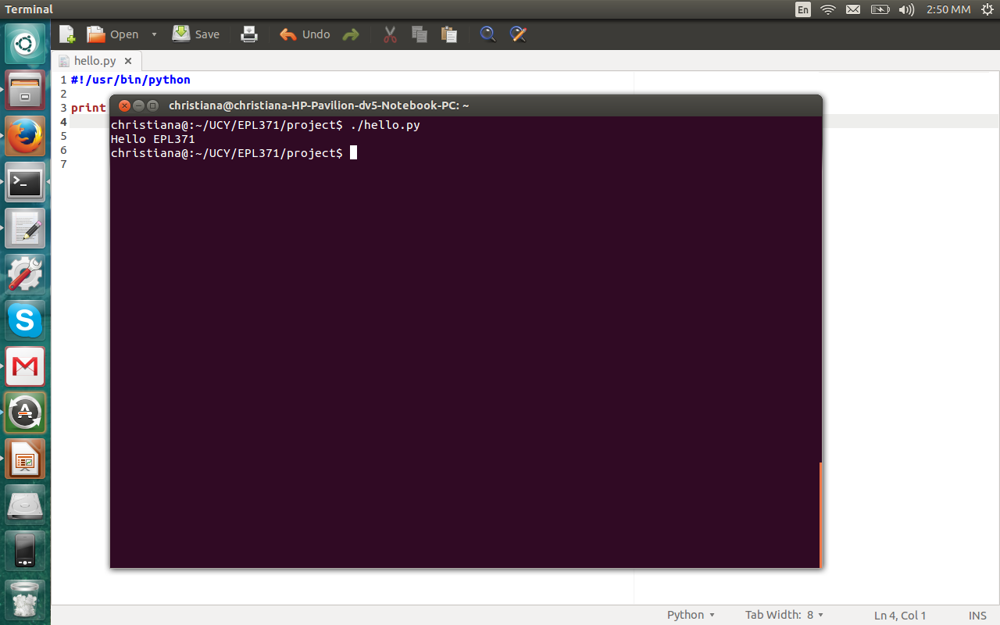 Terminal
En
2:50 MM
Open
Save
Undo
hello.py
1 #!/usr/bin/python
2
3 print
4
5
6
7
christiana@christiana-HP-Pavilion-dv5-Notebook-PC: ~
christiana@:~/UCY/EPL371/project$ ./hello.py
Hello EPL371
christiana@:~/UCY/EPL371/project$
Python
Tab Width: 8
Ln 4, Col 1
INS